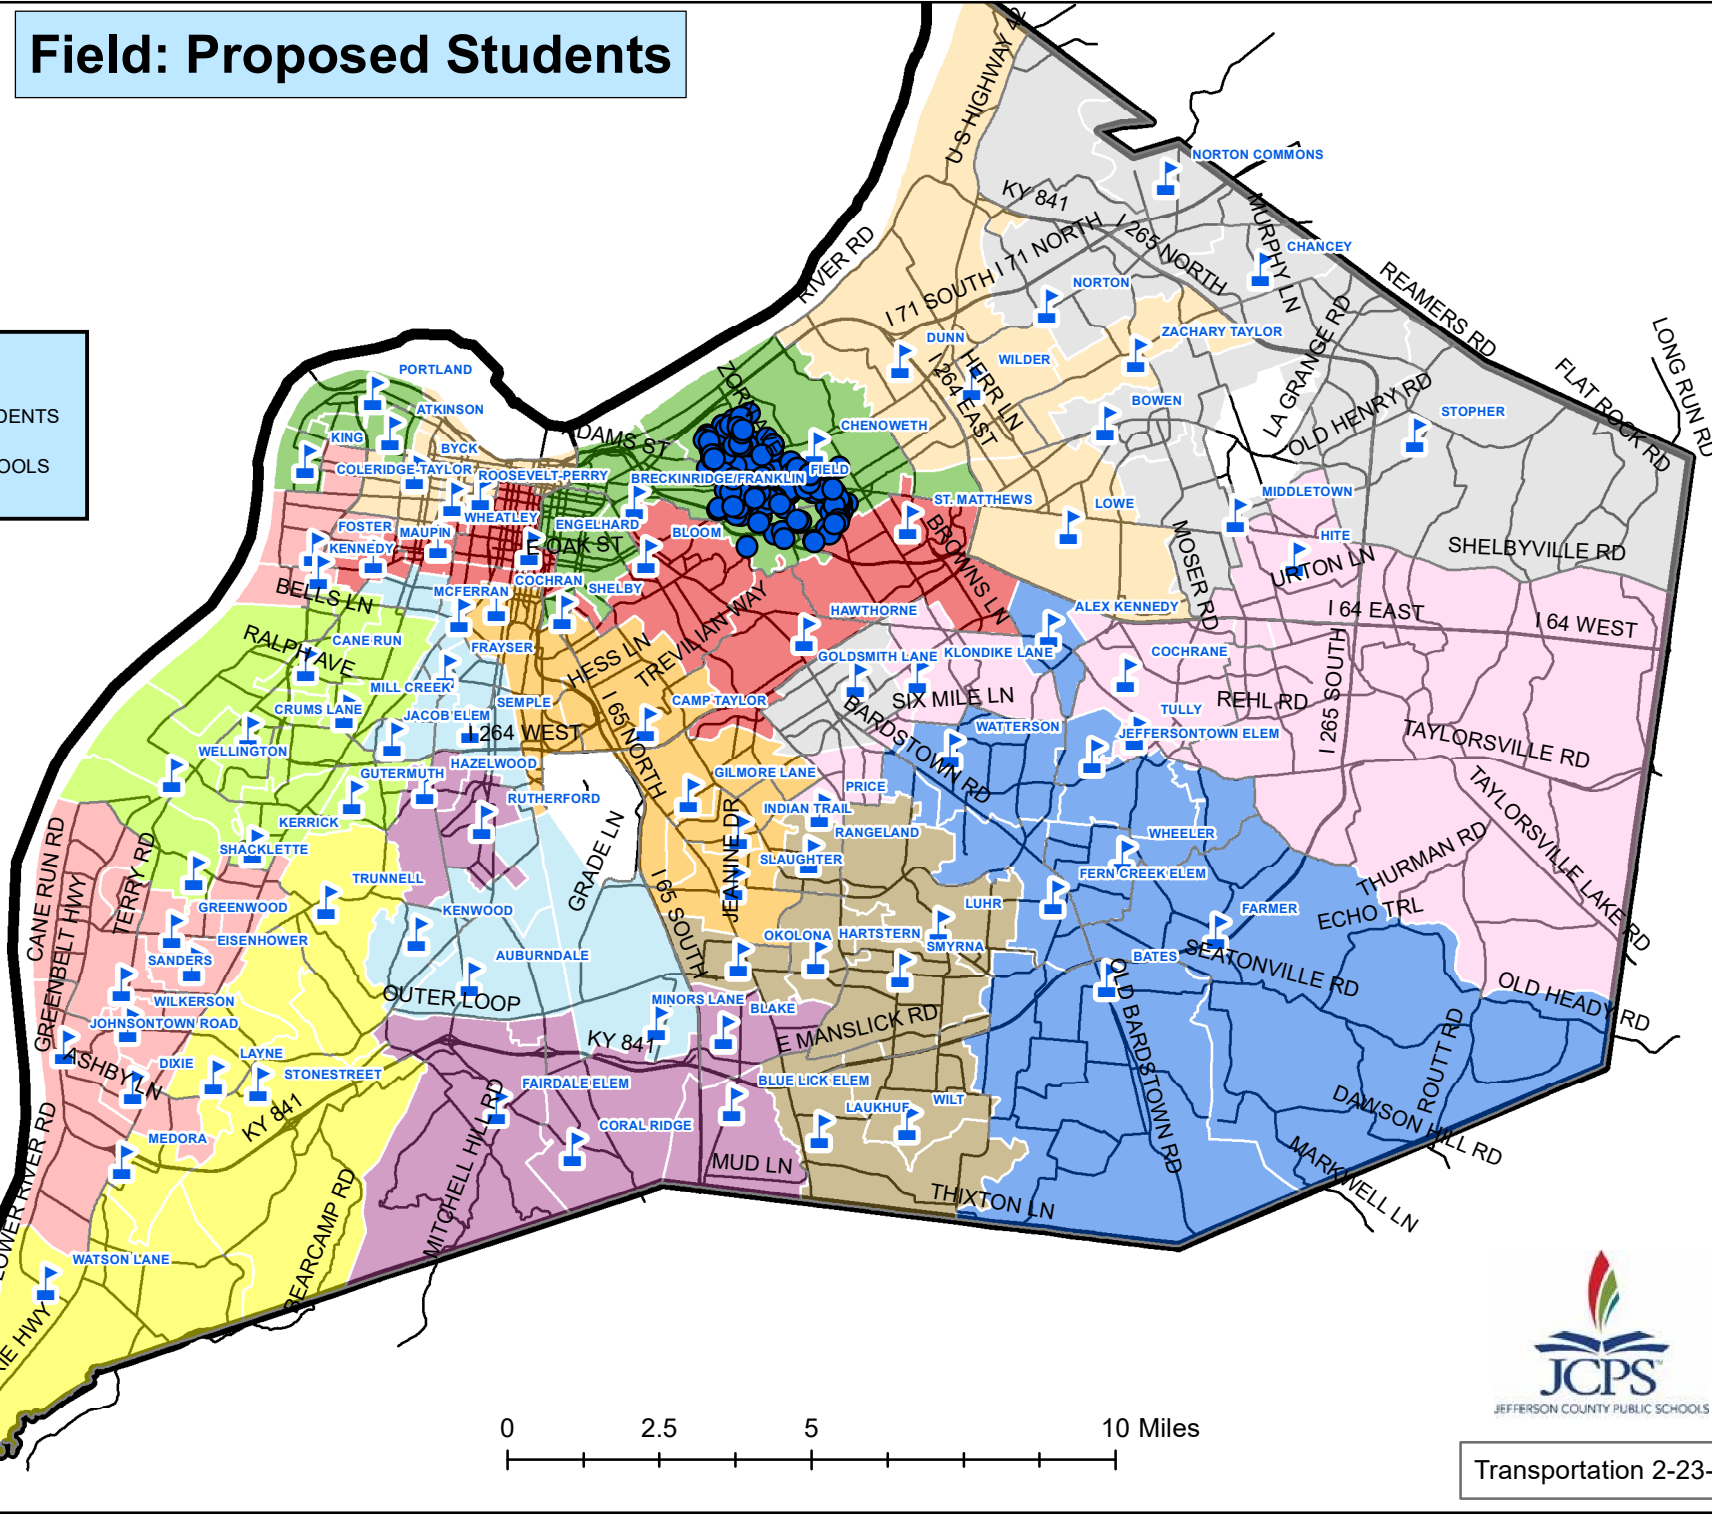 Field: Proposed Students
DENTS
OOLS
U S HIGHWAY 42
NORTON COMMONS
KY 841
MURPHY LN
I 265 NORTH
I 71 NORTH
CHANCEY
RIVER RD
REAMERS RD
I 71 SOUTH
NORTON
LA GRANGE RD
LONG RUN RD
DUNN
HERR LN
WILDER
ZACHARY TAYLOR
FLAT ROCK RD
PORTLAND
I 264 EAST
OLD HENRY RD
ATKINSON
BOWEN
STOPHER
KING
DAMS ST
CHENOWETH
BYCK
COLERIDGE-TAYLOR
ROOSEVELT-PERRY
BRECKINRIDGE/FRANKLIN
FIELD
MIDDLETOWN
ST. MATTHEWS
LOWE
WHEATLEY
ENGELHARD
FOSTER
MAUPIN
BLOOM
HITE
E OAK ST
KENNEDY
BROWNS LN
MOSER RD
SHELBYVILLE RD
URTON LN
COCHRAN
SHELBY
BELLS LN
MCFERRAN
HAWTHORNE
ALEX KENNEDY
I 64 EAST
I 64 WEST
RALPH AVE
CANE RUN
FRAYSER
HESS LN
TREVILIAN WAY
GOLDSMITH LANE
KLONDIKE LANE
COCHRANE
I 265 SOUTH
MILL CREEK
SEMPLE
CAMP TAYLOR
SIX MILE LN
REHL RD
CRUMS LANE
JACOB ELEM
I 264 WEST
I 65 NORTH
BARDSTOWN RD
WATTERSON
TULLY
JEFFERSONTOWN ELEM
TAYLORSVILLE RD
WELLINGTON
GUTERMUTH
HAZELWOOD
GILMORE LANE
PRICE
RUTHERFORD
INDIAN TRAIL
TAYLORSVILLE LAKE RD
KERRICK
RANGELAND
WHEELER
THURMAN RD
CANE RUN RD
TERRY RD
SHACKLETTE
GRADE LN
JEANINE DR
SLAUGHTER
FERN CREEK ELEM
TRUNNELL
GREENWOOD
KENWOOD
I 65 SOUTH
LUHR
FARMER
ECHO TRL
EISENHOWER
OKOLONA
HARTSTERN
SMYRNA
GREENBELT HWY
SANDERS
AUBURNDALE
BATES
SEATONVILLE RD
WILKERSON
OUTER LOOP
MINORS LANE
BLAKE
OLD HEADY RD
JOHNSONTOWN ROAD
KY 841
E MANSLICK RD
OLD BARDSTOWN RD
ASHBY LN
DIXIE
LAYNE
STONESTREET
FAIRDALE ELEM
BLUE LICK ELEM
ROUTT RD
KY 841
LAUKHUF
WILT
DAWSON HILL RD
MEDORA
MITCHELL HILL RD
CORAL RIDGE
MUD LN
MARKWELL LN
LOWER RIVER RD
BEARCAMP RD
THIXTON LN
WATSON LANE
IE HWY
JCPS
JEFFERSON COUNTY PUBLIC SCHOOLS
0 2.5 5 10 Miles
Transportation 2-23-